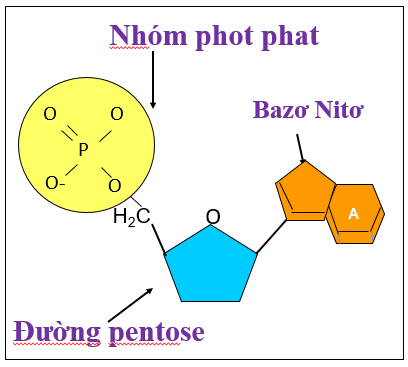 Nhóm phot phat
Bazơ Nitơ
O O
P
O- O
H₂C
O
A
Đường pentose